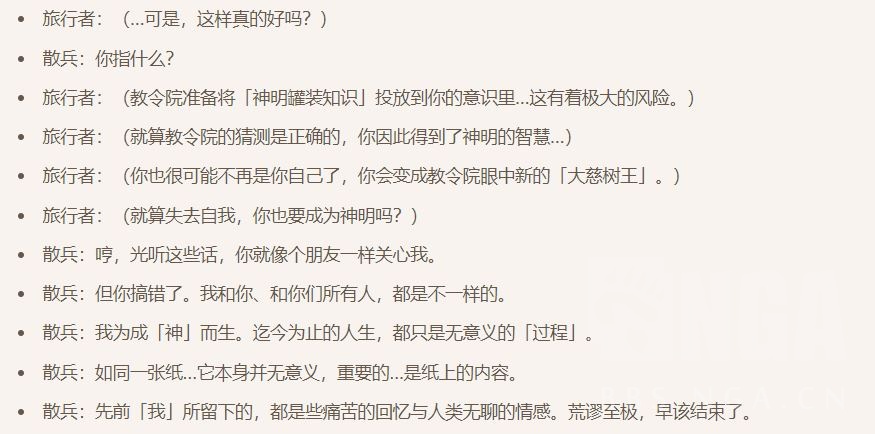 旅行者：（…可是，这样真的好吗？）
散兵：你指什么？
旅行者：（教令院准备将「神明罐装知识」投放到你的意识里…这有着极大的风险。）
旅行者：（就算教令院的猜测是正确的，你因此得到了神明的智慧…）
旅行者：（你也很可能不再是你自己了，你会变成教令院眼中新的「大慈树王」。）
旅行者：（就算失去自我，你也要成为神明吗？）
散兵：哼，光听这些话，你就像个朋友一样关心我。
散兵：但你搞错了。我和你、和你们所有人，都是不一样的。
散兵：我为成「神」而生。迄今为止的人生，都只是无意义的「过程」。
散兵：如同一张纸…它本身并无意义，重要的…是纸上的内容。
散兵：先前「我」所留下的，都是些痛苦的回忆与人类无聊的情感。荒谬至极，早该结束了。
NGA
BBS.NGA.CN